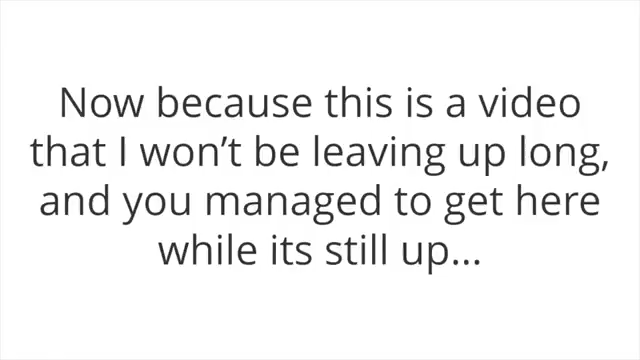 Now because this is a video
that I won’t be leaving up long,
and you managed to get here
while its still up...